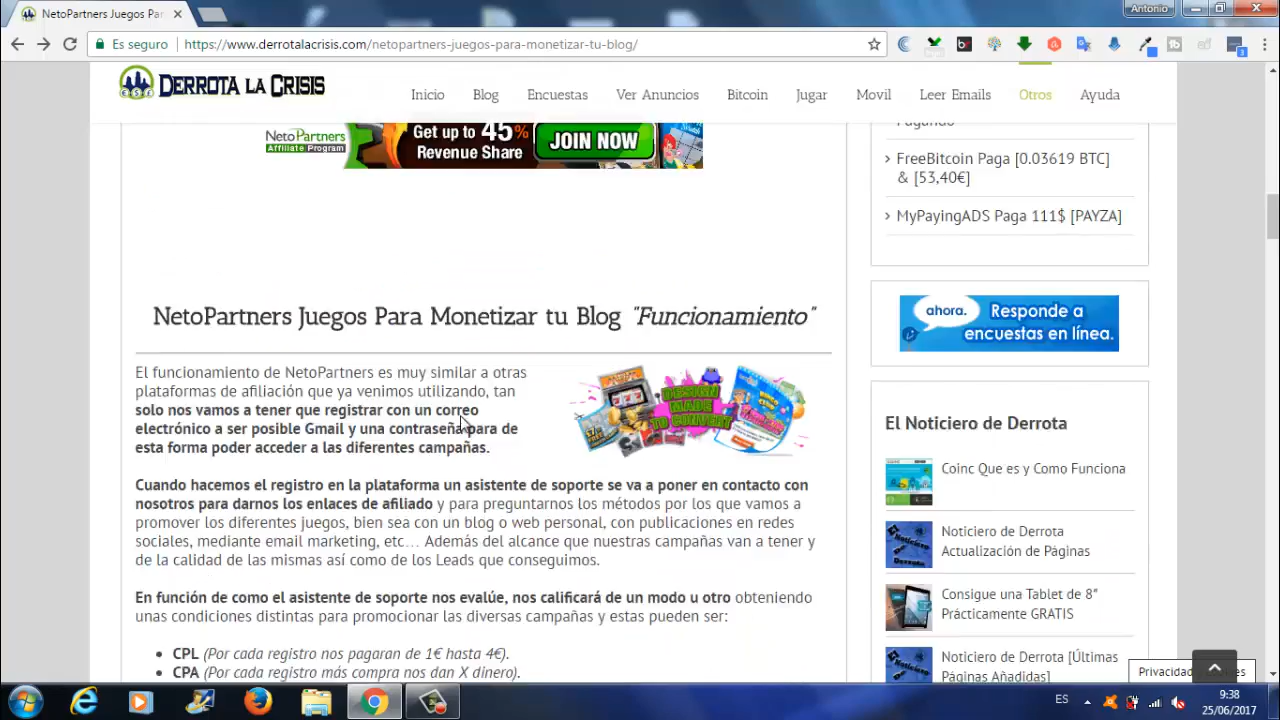 NetoPartners Juegos Par
Antonio
Es seguro
https://www.derrotalacrisis.com/netopartners-juegos-para-monetizar-tu-blog/
3
DERROTA LA CRISIS
Inicio
Blog
Encuestas
Ver Anuncios
Bitcoin
Jugar
Movil
Leer Emails
Otros
Ayuda
NetoPartners
Affiliate Program
Get up to 45%
Revenue Share
JOIN NOW
Pagando
FreeBitcoin Paga [0.03619 BTC]
& [53,40€]
MyPayingADS Paga 111$ [PAYZA]
NetoPartners Juegos Para Monetizar tu Blog "Funcionamiento"
El funcionamiento de NetoPartners es muy similar a otras
plataformas de afiliación que ya venimos utilizando, tan
solo nos vamos a tener que registrar con un correo
electrónico a ser posible Gmail y una contraseña para de
esta forma poder acceder a las diferentes campañas.
DESIGN
MADE
TO CONVERT
Cuando hacenos el registro en la plataforma un asistente de soporte se va a poner en contacto con
nosotros para darnos los enlaces de afiliado y para preguntarnos los métodos por los que vamos a
promover los diferentes juegos, bien sea con un blog o web personal, con publicaciones en redes
sociales, mediante email marketing, etc… Además del alcance que nuestras campañas van a tener y
de la calidad de las mismas así como de los Leads que conseguimos.
En función de como el asistente de soporte nos evalúe, nos calificará de un modo u otro obteniendo
unas condiciones distintas para promocionar las diversas campañas y estas pueden ser:
• CPL (Por cada registro nos pagaran de 1€ hasta 4€).
• CPA (Por cada registro más compra nos dan X dinero).
ahora.
Responde a
encuestas en línea.
El Noticiero de Derrota
Coinc Que es y Como Funciona
Noticiero de Derrota
Actualización de Páginas
Consigue una Tablet de 8"
Prácticamente GRATIS
Noticiero de Derrota [Últimas
Páginas Añadidas]
Privacidad y cookies
ES
9:38
25/06/2017